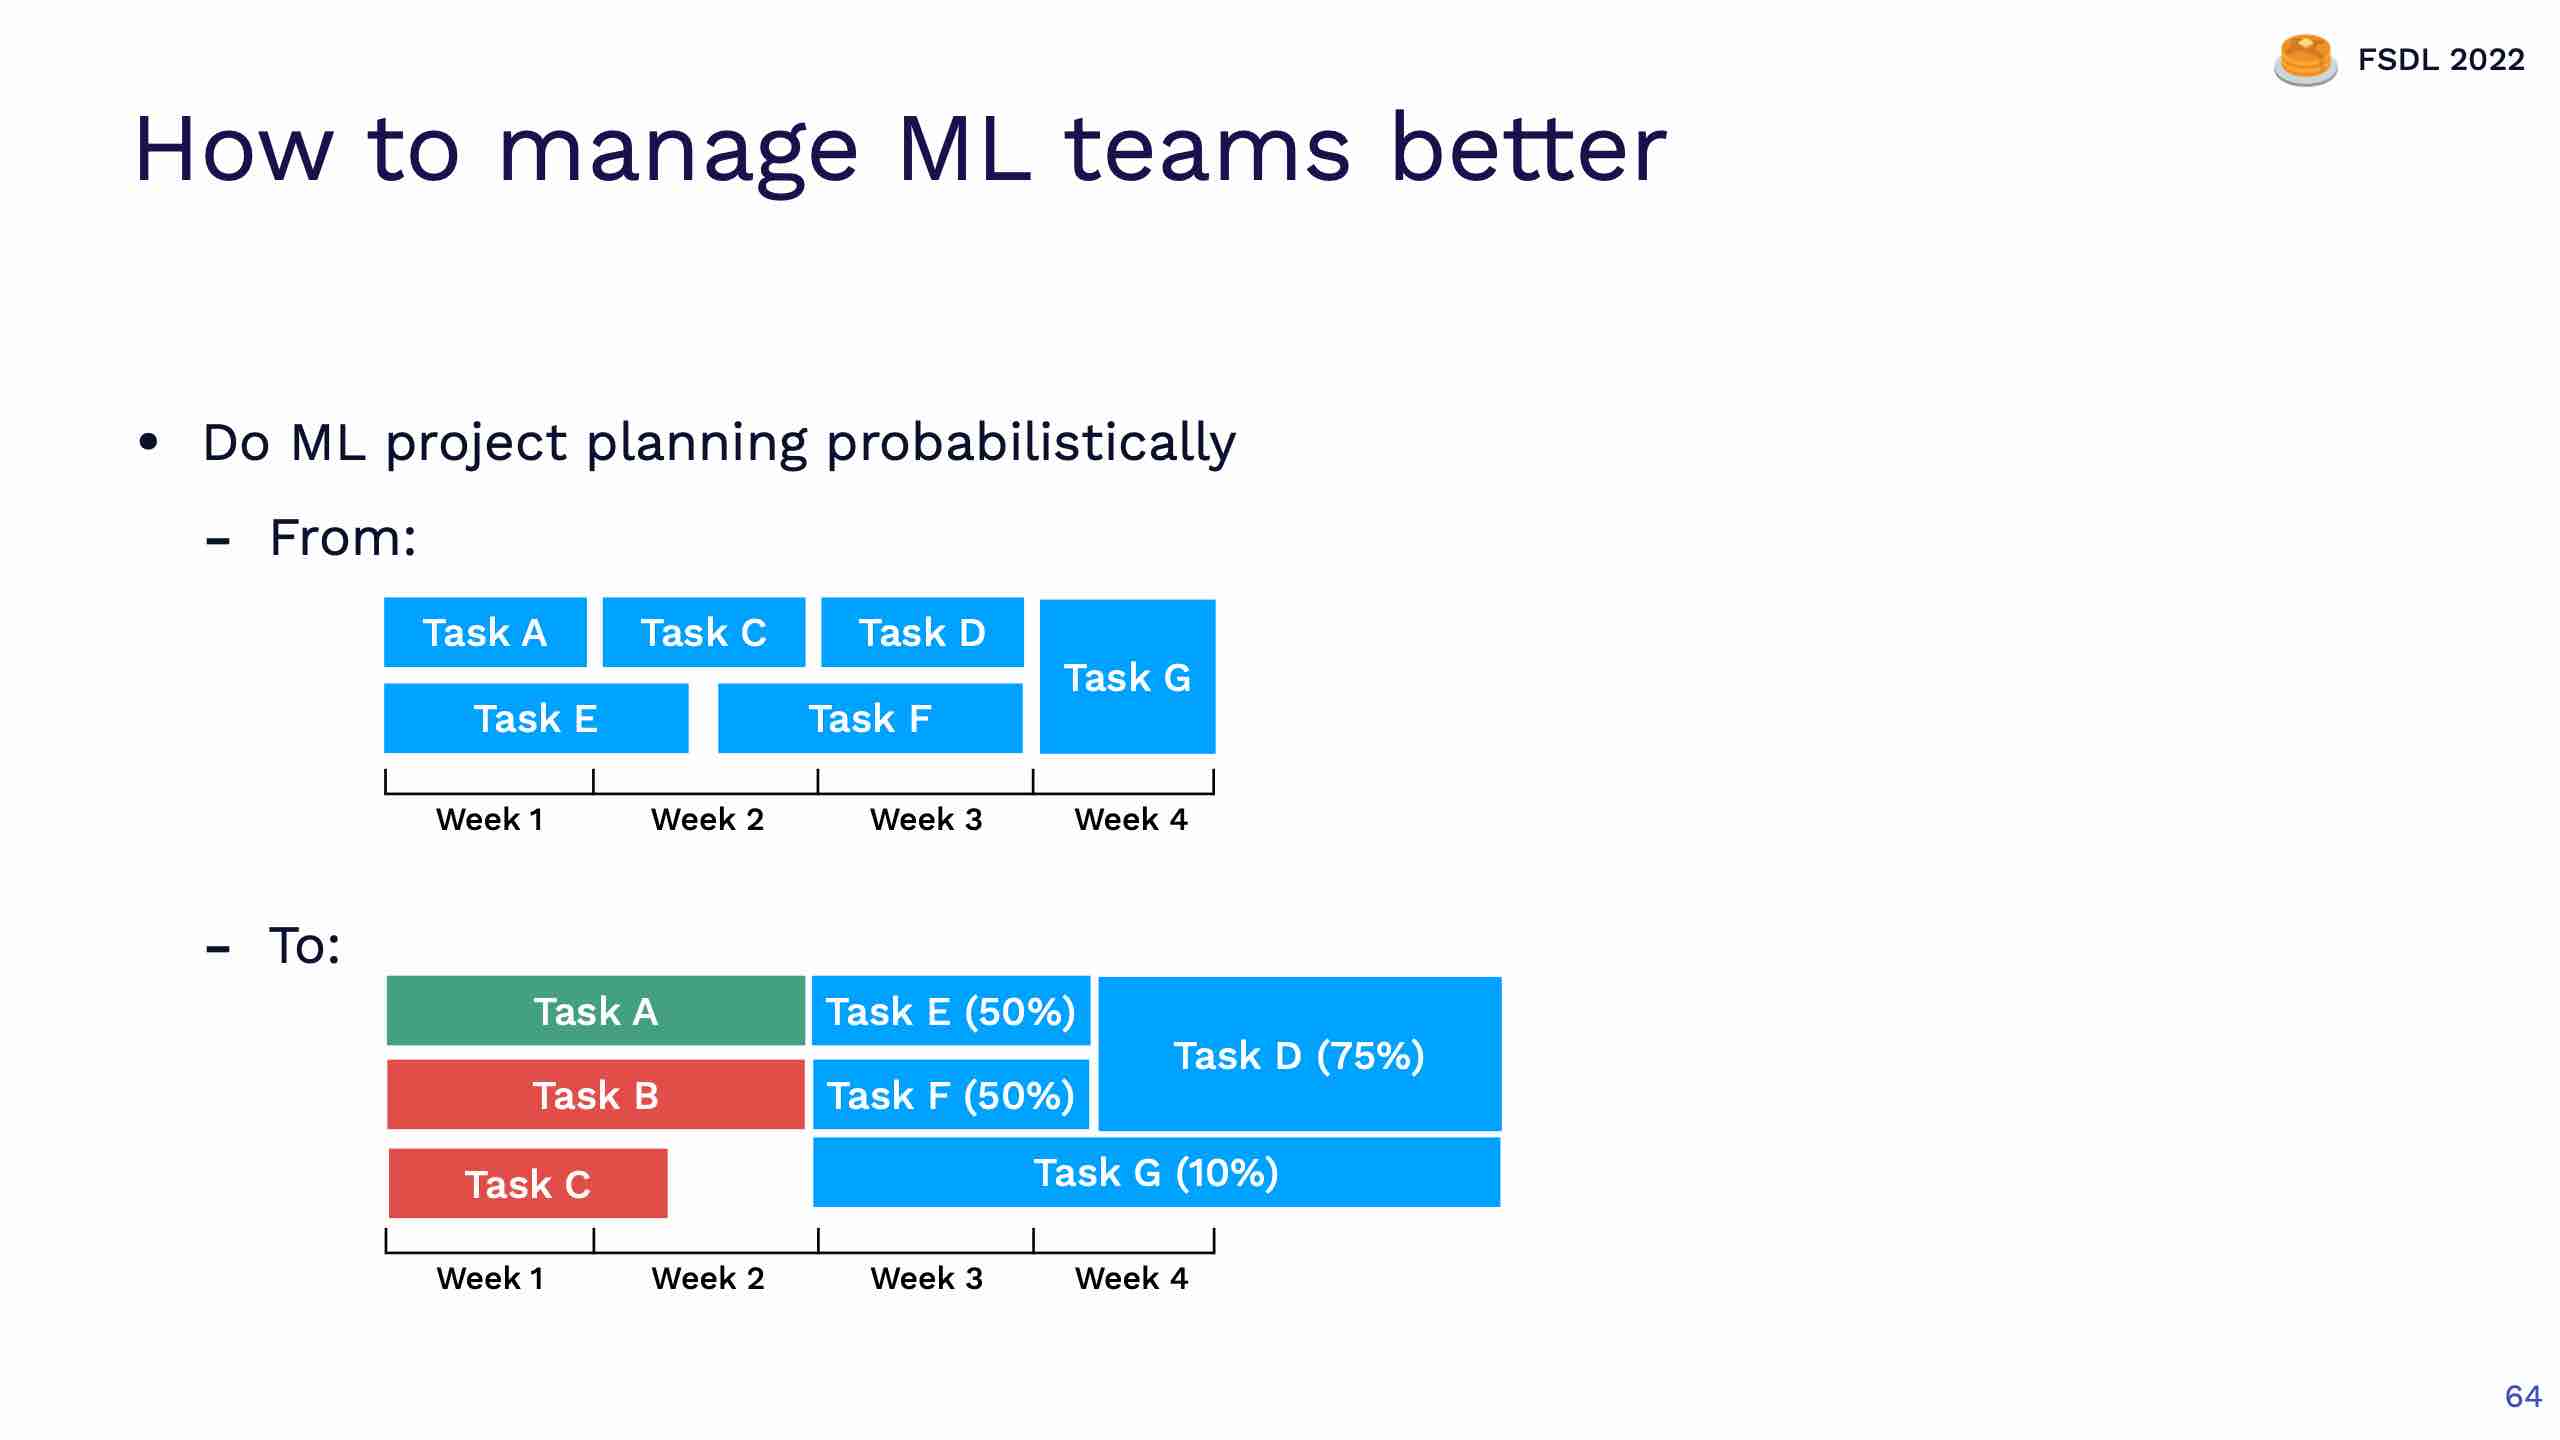 FSDL 2022
How to manage ML teams better
• Do ML project planning probabilistically
– From:
Task A Task C Task D
Task G
Task E Task F
Week 1 Week 2 Week 3 Week 4
– To:
Task A Task E (50%)
Task D (75%)
Task B Task F (50%)
Task G (10%)
Task C
Week 1 Week 2 Week 3 Week 4
64